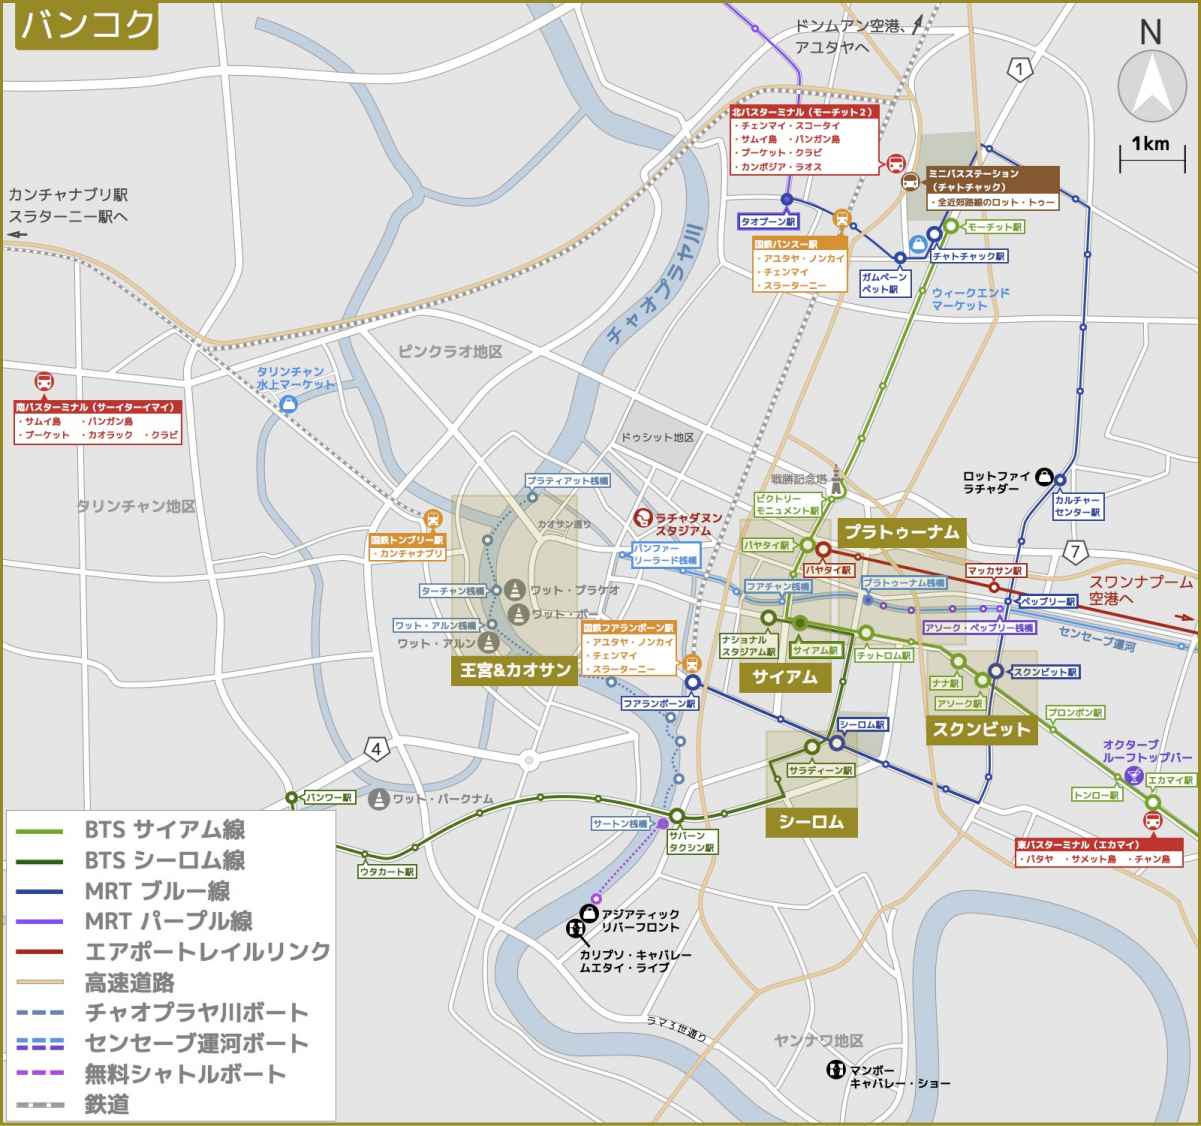 バンコク
ドンムアン空港、
アユタヤへ
N
1
1km
北バスターミナル（モーチット2）
・チェンマイ・スコータイ
・サムイ島　・パンガン島
・プーケット・クラビ
・カンボジア・ラオス
ミニバスステーション
（チャトチャック）
・全近郊路線のロット・トゥー
カンチャナブリ駅
スラターニー駅へ
タオプーン駅
モーチット駅
国鉄バンスー駅
・アユタヤ・ノンカイ
・チェンマイ
・スラーターニー
チャトチャック駅
ガムペーン
ペット駅
ウィークエンド
マーケット
チャオプラヤ川
ピンクラオ地区
タリンチャン
水上マーケット
南バスターミナル（サーイターイマイ）
・サムイ島　・パンガン島
・プーケット　・カオラック　・クラビ
ドゥシット地区
タリンチャン地区
戦勝記念塔
ロットファイ
ラチャダー
カルチャー
センター駅
プラティアット桟橋
ビクトリー
モニュメント駅
カオサン通り
ラチャダヌン
スタジアム
プラトゥーナム
国鉄トンブリー駅
・カンチャナブリ
パンファー
リーラード桟橋
パヤタイ駅
パヤタイ駅
7
マッカサン駅
スワンナプーム
空港へ
ターチャン桟橋
ワット・プラケオ
フアチャン桟橋
プラトゥーナム桟橋
ペッブリー駅
ワット・ポー
ワット・アルン桟橋
ワット・アルン
国鉄フアランポーン駅
・アユタヤ・ノンカイ
・チェンマイ
・スラーターニー
アソーク・ペッブリー桟橋
センセーブ運河
ナショナル
スタジアム駅
サイアム駅
チットロム駅
王宮&カオサン
サイアム
ナナ駅
スクンビット駅
アソーク駅
フアランポーン駅
プロンポン駅
シーロム駅
スクンビット
オクターブ
ルーフトップバー
4
サラディーン駅
エカマイ駅
トンロー駅
バンワー駅
ワット・パークナム
サートン桟橋
シーロム
サパーン
タクシン駅
東バスターミナル（エカマイ）
・パタヤ　・サメット島　・チャン島
ウタカート駅
アジアティック
リバーフロント
カリプソ・キャバレー
ムエタイ・ライブ
ラマ3世通り
ヤンナワ地区
マンボー
キャバレー・ショー
BTS サイアム線
BTS シーロム線
MRT ブルー線
MRT パープル線
エアポートレイルリンク
高速道路
チャオプラヤ川ボート
センセーブ運河ボート
無料シャトルボート
鉄道